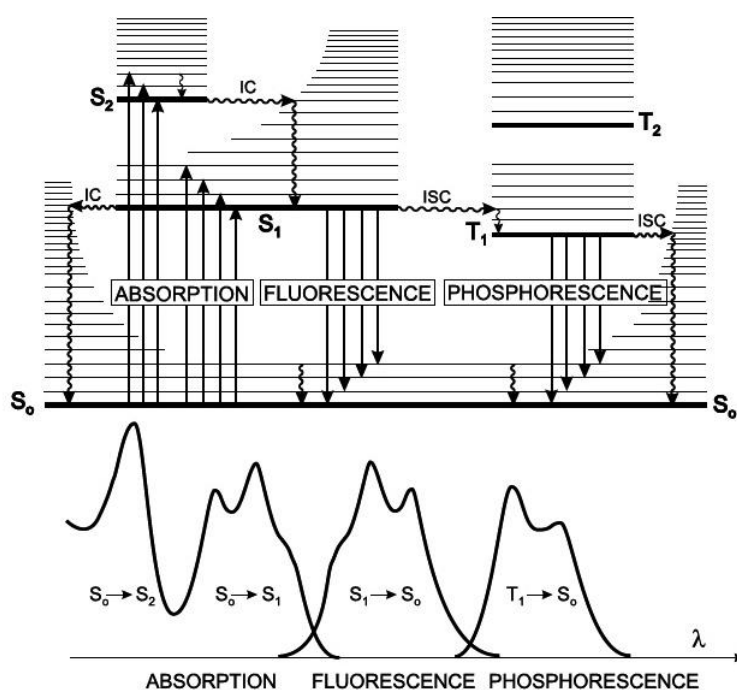 S₂
IC
T₂
IC
S₁
ISC
T₁
ISC
ABSORPTION
FLUORESCENCE
PHOSPHORESCENCE
Sₒ
Sₒ
Sₒ → S₂
Sₒ → S₁
S₁ → Sₒ
T₁ → Sₒ
λ
ABSORPTION
FLUORESCENCE
PHOSPHORESCENCE